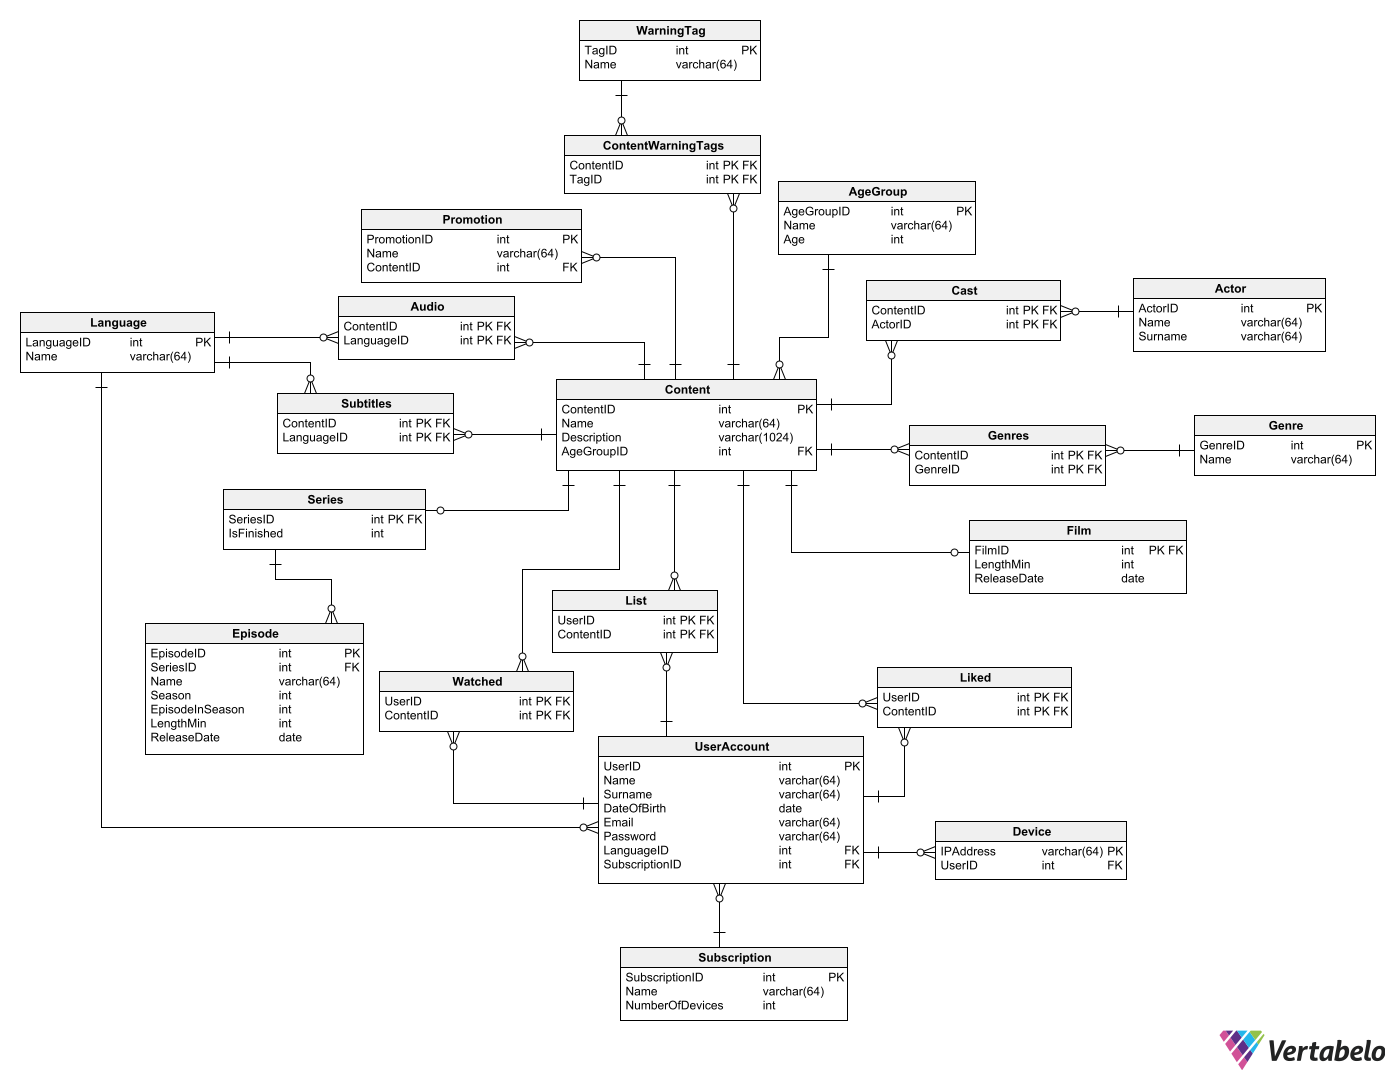 WarningTag
TagID int PK
Name varchar(64)
ContentWarningTags
ContentID int PK FK
TagID int PK FK
AgeGroup
AgeGroupID int PK
Name varchar(64)
Age int
Promotion
PromotionID int PK
Name varchar(64)
ContentID int FK
Cast
ContentID int PK FK
ActorID int PK FK
Actor
ActorID int PK
Name varchar(64)
Surname varchar(64)
Audio
ContentID int PK FK
LanguageID int PK FK
Language
LanguageID int PK
Name varchar(64)
Subtitles
ContentID int PK FK
LanguageID int PK FK
Content
ContentID int PK
Name varchar(64)
Description varchar(1024)
AgeGroupID int FK
Genres
ContentID int PK FK
GenreID int PK FK
Genre
GenreID int PK
Name varchar(64)
Series
SeriesID int PK FK
IsFinished int
Film
FilmID int PK FK
LengthMin int
ReleaseDate date
List
UserID int PK FK
ContentID int PK FK
Episode
EpisodeID int PK
SeriesID int FK
Name varchar(64)
Season int
EpisodeInSeason int
LengthMin int
ReleaseDate date
Watched
UserID int PK FK
ContentID int PK FK
Liked
UserID int PK FK
ContentID int PK FK
UserAccount
UserID int PK
Name varchar(64)
Surname varchar(64)
DateOfBirth date
Email varchar(64)
Password varchar(64)
LanguageID int FK
SubscriptionID int FK
Device
IPAddress varchar(64) PK
UserID int FK
Subscription
SubscriptionID int PK
Name varchar(64)
NumberOfDevices int
Vertabelo